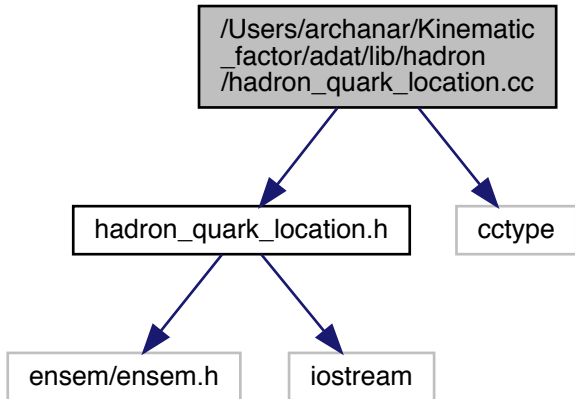 /Users/archanar/Kinematic
_factor/adat/lib/hadron
/hadron_quark_location.cc
hadron_quark_location.h
cctype
ensem/ensem.h
iostream